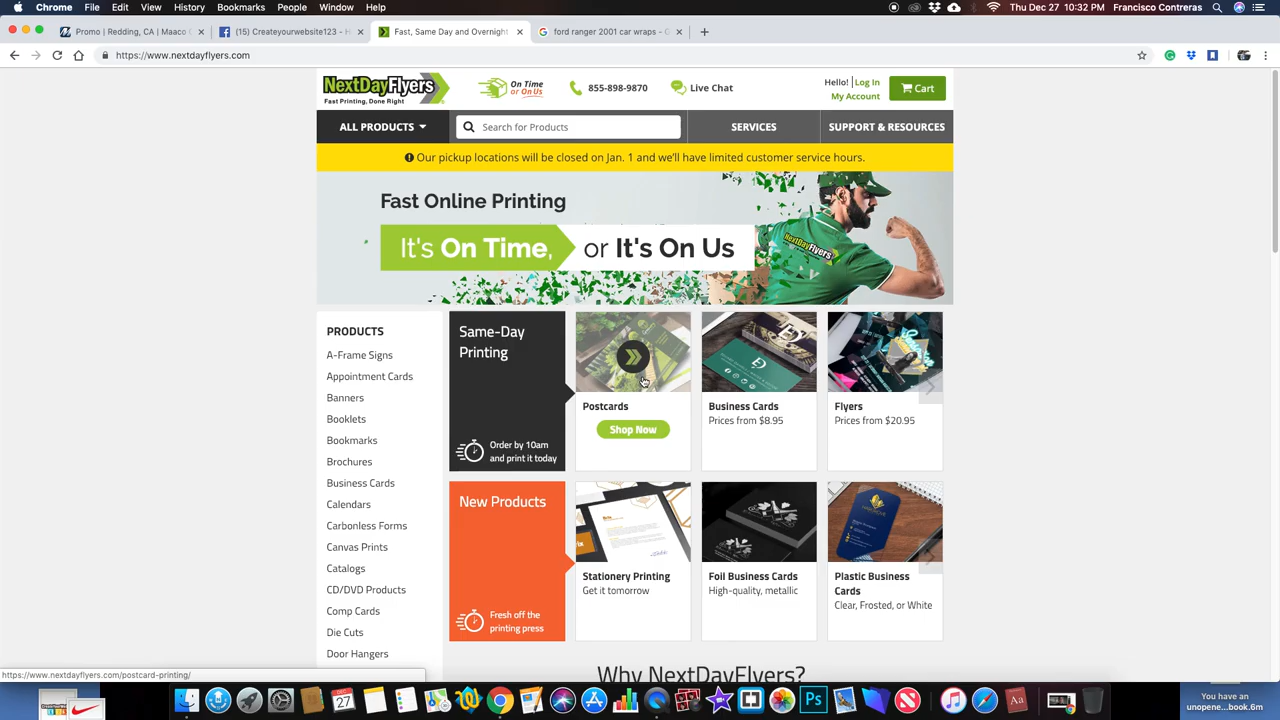 Chrome File Edit View History Bookmarks People Window Help
Thu Dec 27 10:32 PM Francisco Contreras
Promo | Redding, CA | Maaco
(15) Createyourwebsite123 -
Fast, Same Day and Overnight
ford ranger 2001 car wraps -
https://www.nextdayflyers.com
NextDayFlyers
Fast Printing, Done Right
On Time
or On Us
855-898-9870
Live Chat
Hello! | Log In
My Account
Cart
ALL PRODUCTS
Search for Products
SERVICES
SUPPORT & RESOURCES
Our pickup locations will be closed on Jan. 1 and we'll have limited customer service hours.
Fast Online Printing
It's On Time, or It's On Us
NextDayFlyers
PRODUCTS
A-Frame Signs
Appointment Cards
Banners
Booklets
Bookmarks
Brochures
Business Cards
Calendars
Carbonless Forms
Canvas Prints
Catalogs
CD/DVD Products
Comp Cards
Die Cuts
Door Hangers
Same-Day
Printing
Order by 10am
and print it today
Postcards
Shop Now
Business Cards
Prices from $8.95
Flyers
Prices from $20.95
New Products
Fresh off the
printing press
Stationery Printing
Get it tomorrow
Foil Business Cards
High-quality, metallic
Plastic Business
Cards
Clear, Frosted, or White
Why NextDayFlyers?
https://www.nextdayflyers.com/postcard-printing/
DEC
27
Ps
You have an
unopene...book.6m